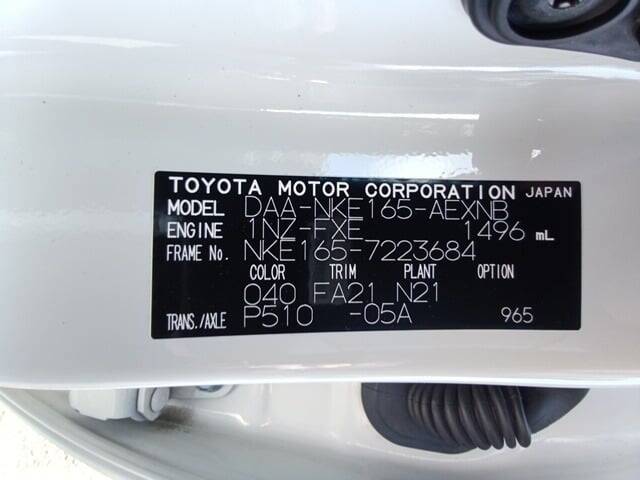 TOYOTA MOTOR CORPORATION JAPAN
MODEL DAA-NKE165-AEXNB
ENGINE 1NZ-FXE 1496 mL
FRAME No. NKE165-7223684
COLOR TRIM PLANT OPTION
040 FA21 N21
TRANS./AXLE P510 -05A 965